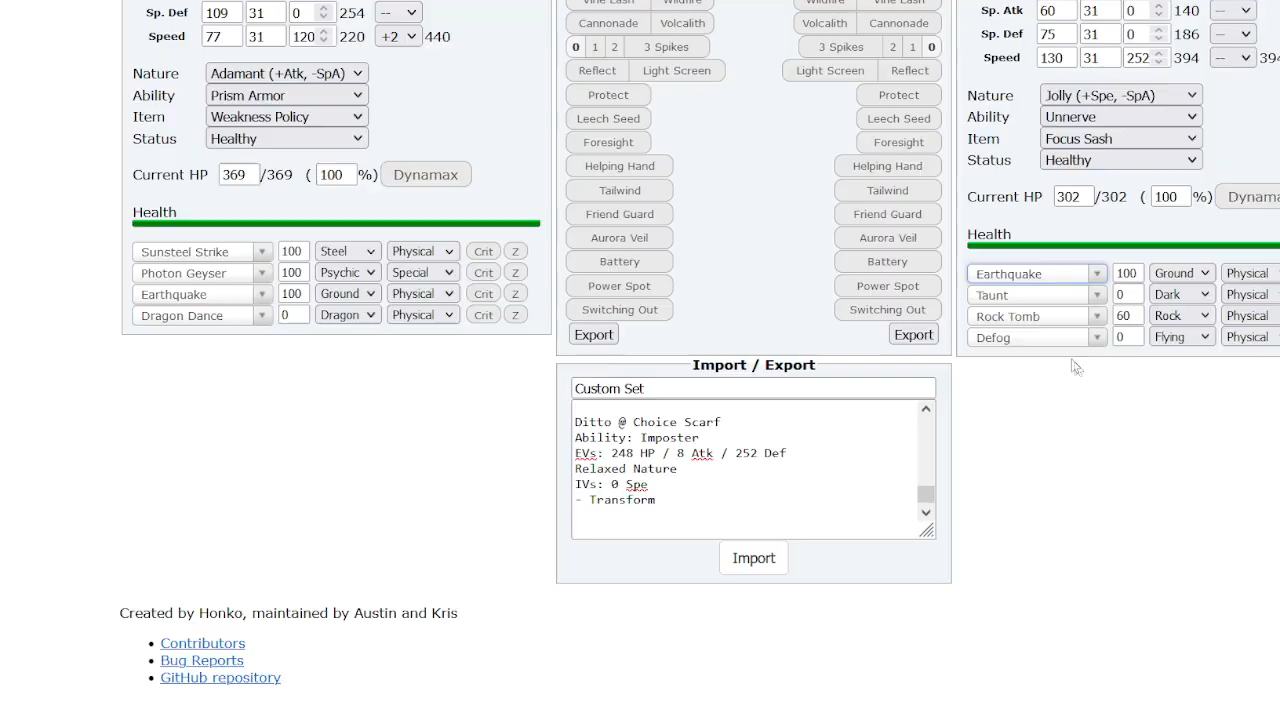 Sp. Def 109 31 0 254 --
Speed 77 31 120 220 +2 440
Nature Adamant (+Atk, -SpA)
Ability Prism Armor
Item Weakness Policy
Status Healthy
Current HP 369 /369 ( 100 %) Dynamax
Health
Sunsteel Strike 100 Steel Physical Crit Z
Photon Geyser 100 Psychic Special Crit Z
Earthquake 100 Ground Physical Crit Z
Dragon Dance 0 Dragon Physical Crit Z
Vine Lash Wildfire Wildfire Vine Lash
Cannonade Volcalith Volcalith Cannonade
0 1 2 3 Spikes 3 Spikes 2 1 0
Reflect Light Screen Light Screen Reflect
Protect Protect
Leech Seed Leech Seed
Foresight Foresight
Helping Hand Helping Hand
Tailwind Tailwind
Friend Guard Friend Guard
Aurora Veil Aurora Veil
Battery Battery
Power Spot Power Spot
Switching Out Switching Out
Export Export
Import / Export
Custom Set
Ditto @ Choice Scarf
Ability: Imposter
EVs: 248 HP / 8 Atk / 252 Def
Relaxed Nature
IVs: 0 Spe
- Transform
Import
Sp. Atk 60 31 0 140 --
Sp. Def 75 31 0 186 --
Speed 130 31 252 394 -- 394
Nature Jolly (+Spe, -SpA)
Ability Unnerve
Item Focus Sash
Status Healthy
Current HP 302 /302 ( 100 %) Dynama
Health
Earthquake 100 Ground Physical
Taunt 0 Dark Physical
Rock Tomb 60 Rock Physical
Defog 0 Flying Physical
Created by Honko, maintained by Austin and Kris
• Contributors
• Bug Reports
• GitHub repository